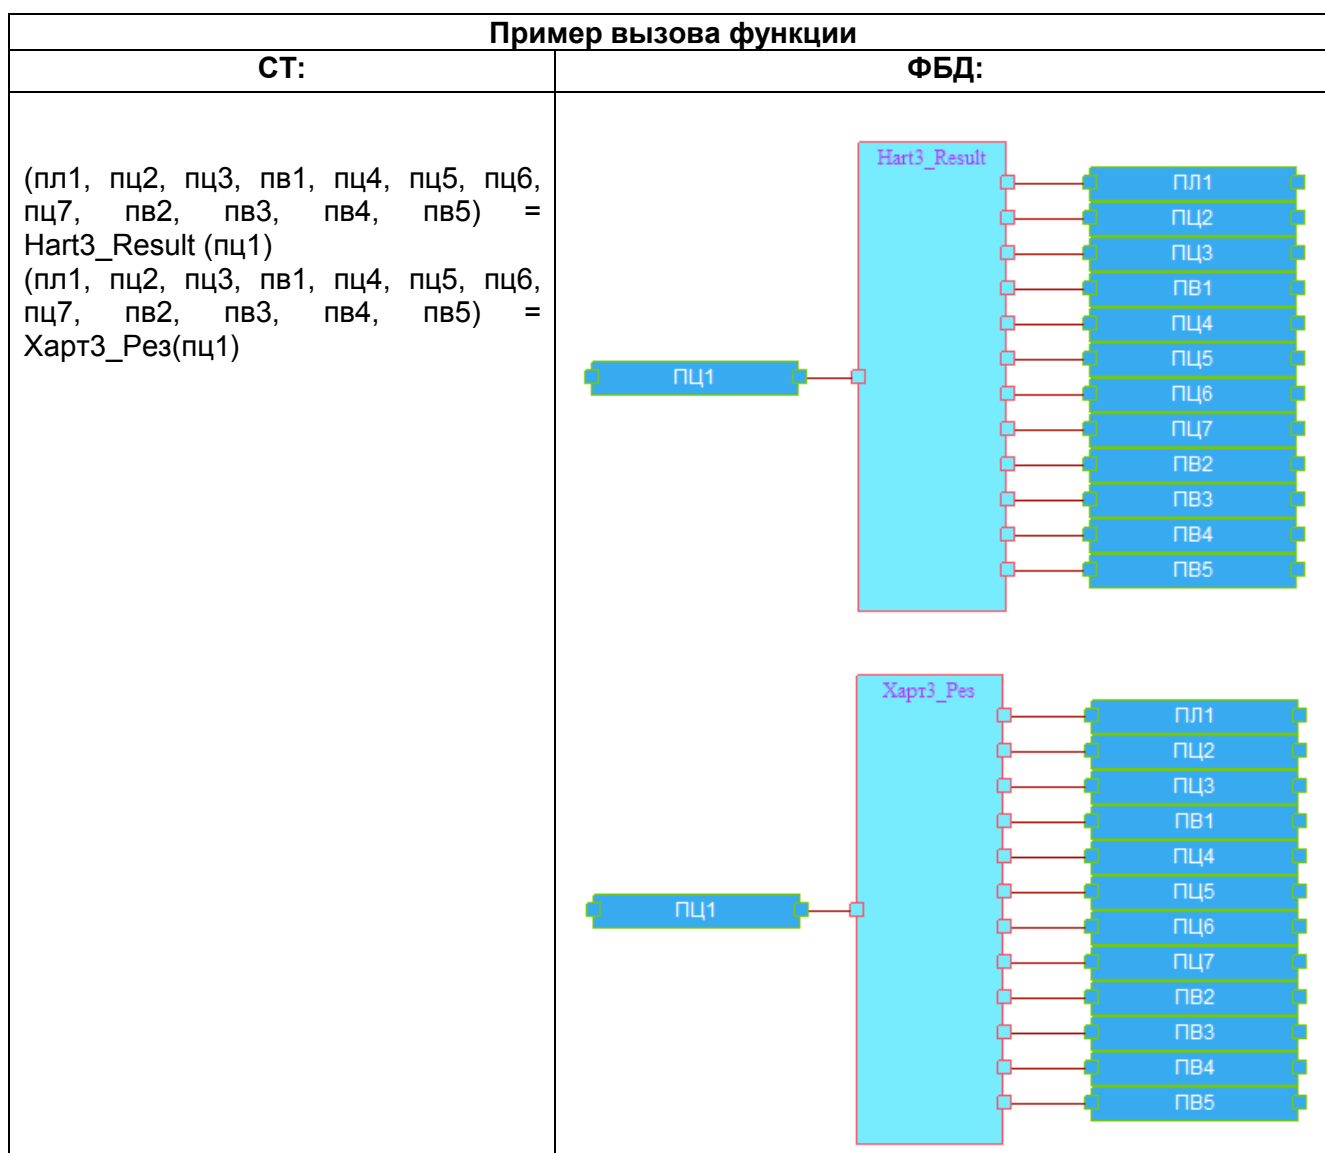 Пример вызова функции
СТ:
ФБД:
(пл1, пц2, пц3, пв1, пц4, пц5, пц6,
пц7, пв2, пв3, пв4, пв5) =
Hart3_Result (пц1)
(пл1, пц2, пц3, пв1, пц4, пц5, пц6,
пц7, пв2, пв3, пв4, пв5) =
Харт3_Рез(пц1)
Hart3_Result
ПЦ1
ПЛ1
ПЦ2
ПЦ3
ПВ1
ПЦ4
ПЦ5
ПЦ6
ПЦ7
ПВ2
ПВ3
ПВ4
ПВ5
Харт3_Рез
ПЦ1
ПЛ1
ПЦ2
ПЦ3
ПВ1
ПЦ4
ПЦ5
ПЦ6
ПЦ7
ПВ2
ПВ3
ПВ4
ПВ5